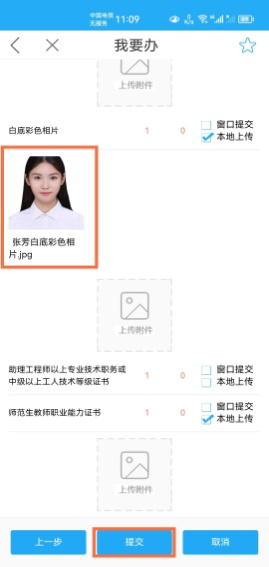 中国电信
无服务
11:09
我要办
上传附件
白底彩色相片 1 0 窗口提交
本地上传
张芳白底彩色相
片.jpg
上传附件
助理工程师以上专业技术职务或
中级以上工人技术等级证书 1 0 窗口提交
本地上传
师范生教师职业能力证书 1 0 窗口提交
本地上传
上传附件
上一步 提交 取消